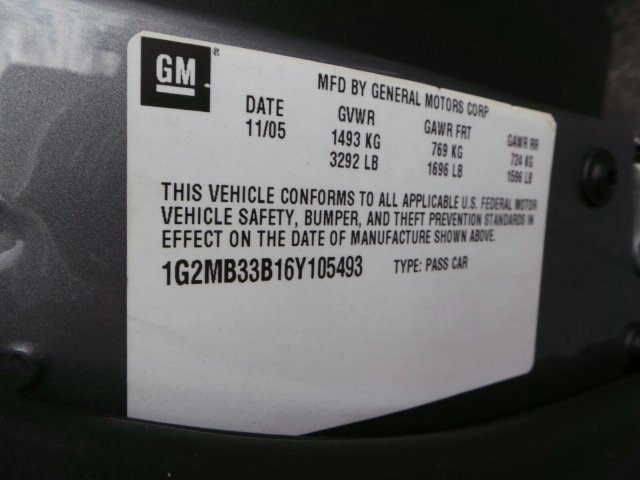 GM ®
MFD BY GENERAL MOTORS CORP
DATE GVWR GAWR FRT GAWR RR
11/05 1493 KG 769 KG 724 KG
3292 LB 1696 LB 1596 LB
THIS VEHICLE CONFORMS TO ALL APPLICABLE U.S. FEDERAL MOTOR
VEHICLE SAFETY, BUMPER, AND THEFT PREVENTION STANDARDS IN
EFFECT ON THE DATE OF MANUFACTURE SHOWN ABOVE.
1G2MB33B16Y105493 TYPE: PASS CAR